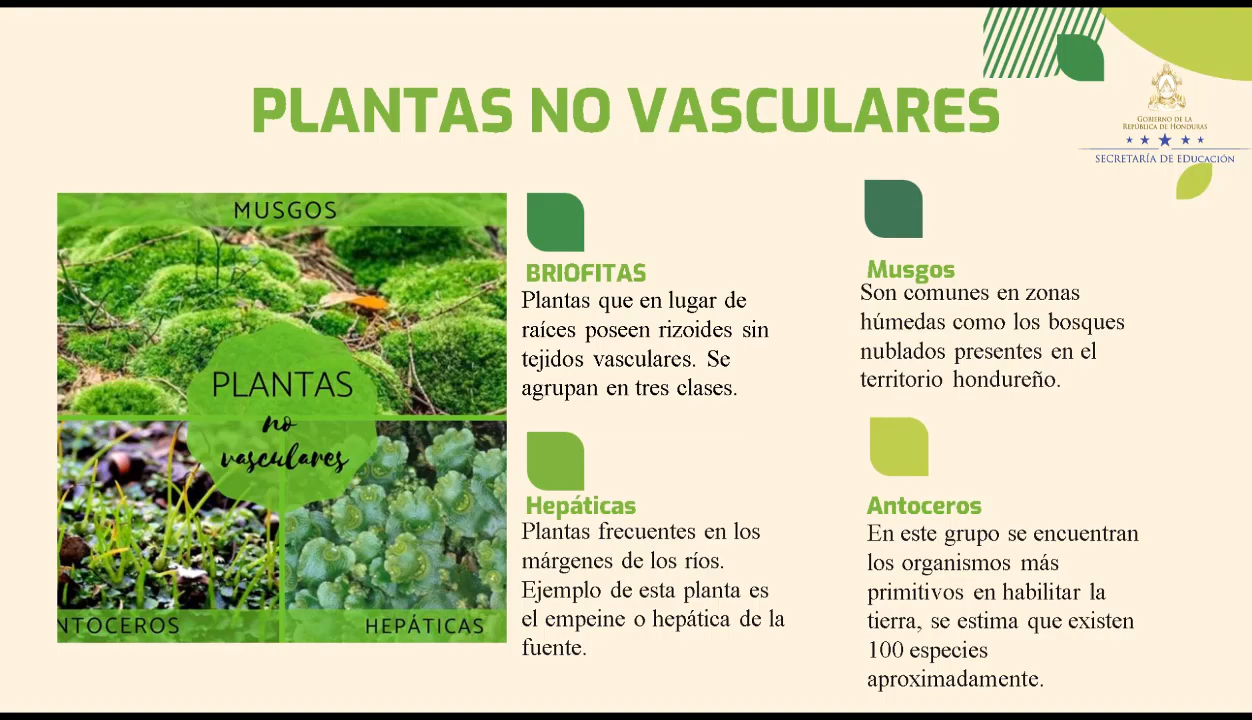 PLANTAS NO VASCULARES
GOBIERNO DE LA
REPÚBLICA DE HONDURAS
SECRETARÍA DE EDUCACIÓN
MUSGOS
PLANTAS
no
vasculares
NTOCEROS
HEPÁTICAS
BRIOFITAS
Plantas que en lugar de
raíces poseen rizoides sin
tejidos vasculares. Se
agrupan en tres clases.
Musgos
Son comunes en zonas
húmedas como los bosques
nublados presentes en el
territorio hondureño.
Hepáticas
Plantas frecuentes en los
márgenes de los ríos.
Ejemplo de esta planta es
el empeine o hepática de la
fuente.
Antoceros
En este grupo se encuentran
los organismos más
primitivos en habilitar la
tierra, se estima que existen
100 especies
aproximadamente.